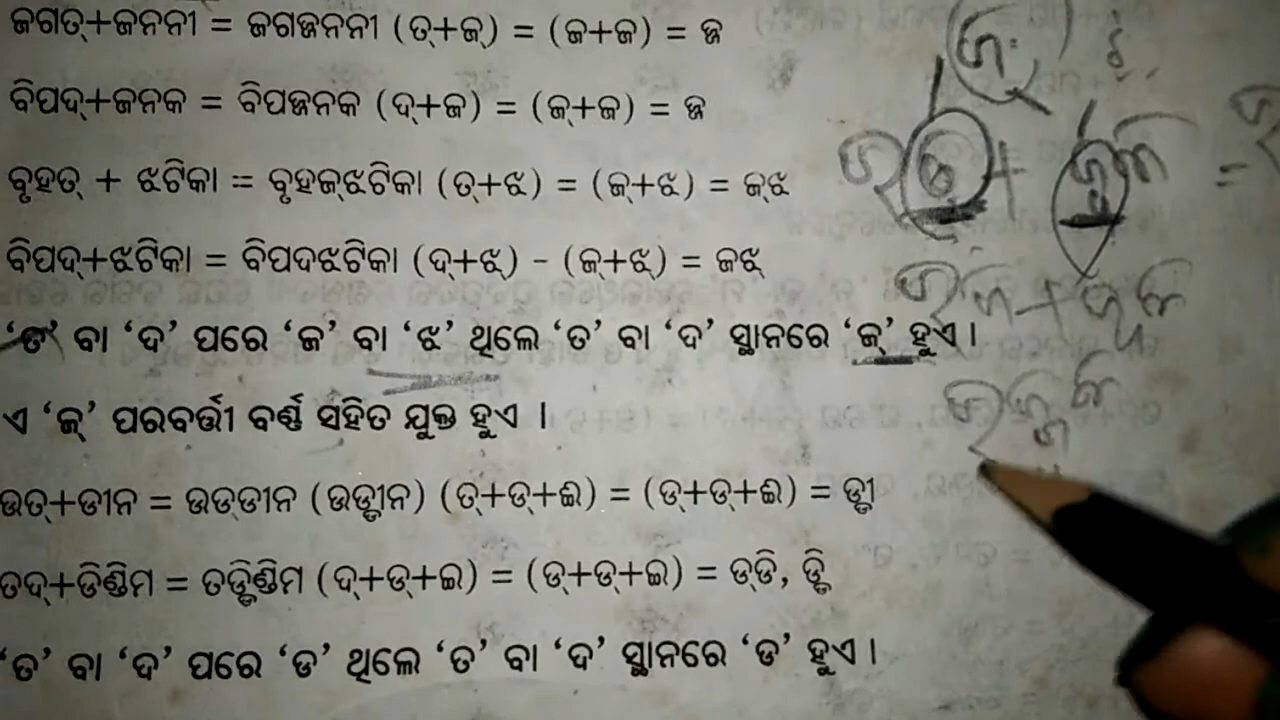 ଜଗତ୍+ଜନନୀ = ଜଗଜ୍ଜନନୀ (ତ୍+ଜ୍) = (ଜ+ଜ) = ଜ୍ଜ
ବିପଦ୍+ଜନକ = ବିପଜ୍ଜନକ (ଦ୍+ଜ) = (ଜ୍+ଜ) = ଜ୍ଜ
ବୃହତ୍ + ଝଟିକା = ବୃହଜ୍‌ଝଟିକା (ତ୍+ଝ) = (ଜ୍+ଝ) = ଜ୍‌ଝ
ବିପଦ୍+ଝଟିକା = ବିପଦଝଟିକା (ଦ୍+ଝ୍) - (ଜ୍+ଝ୍) = ଜଝ୍
‘ତ’ ବା ‘ଦ’ ପରେ ‘ଜ’ ବା ‘ଝ’ ଥିଲେ ‘ତ’ ବା ‘ଦ’ ସ୍ଥାନରେ ‘ଜ୍’ ହୁଏ ।
ଏ ‘ଜ୍’ ପରବର୍ତ୍ତୀ ବର୍ଣ୍ଣ ସହିତ ଯୁକ୍ତ ହୁଏ ।
ଉତ୍+ଡୀନ = ଉଡ୍‌ଡୀନ (ଉଡ୍ଡୀନ) (ତ୍+ଡ୍+ଈ) = (ଡ୍+ଡ୍+ଈ) = ଡ୍ଡୀ
ତଦ୍+ଡିଣ୍ଡିମ = ତଡ୍ଡିଣ୍ଡିମ (ଦ୍+ଡ୍+ଇ) = (ଡ୍+ଡ୍+ଇ) = ଡ୍‌ଡି, ଡ୍ଡି
‘ତ’ ବା ‘ଦ’ ପରେ ‘ଡ’ ଥିଲେ ‘ତ’ ବା ‘ଦ’ ସ୍ଥାନରେ ‘ଡ’ ହୁଏ ।